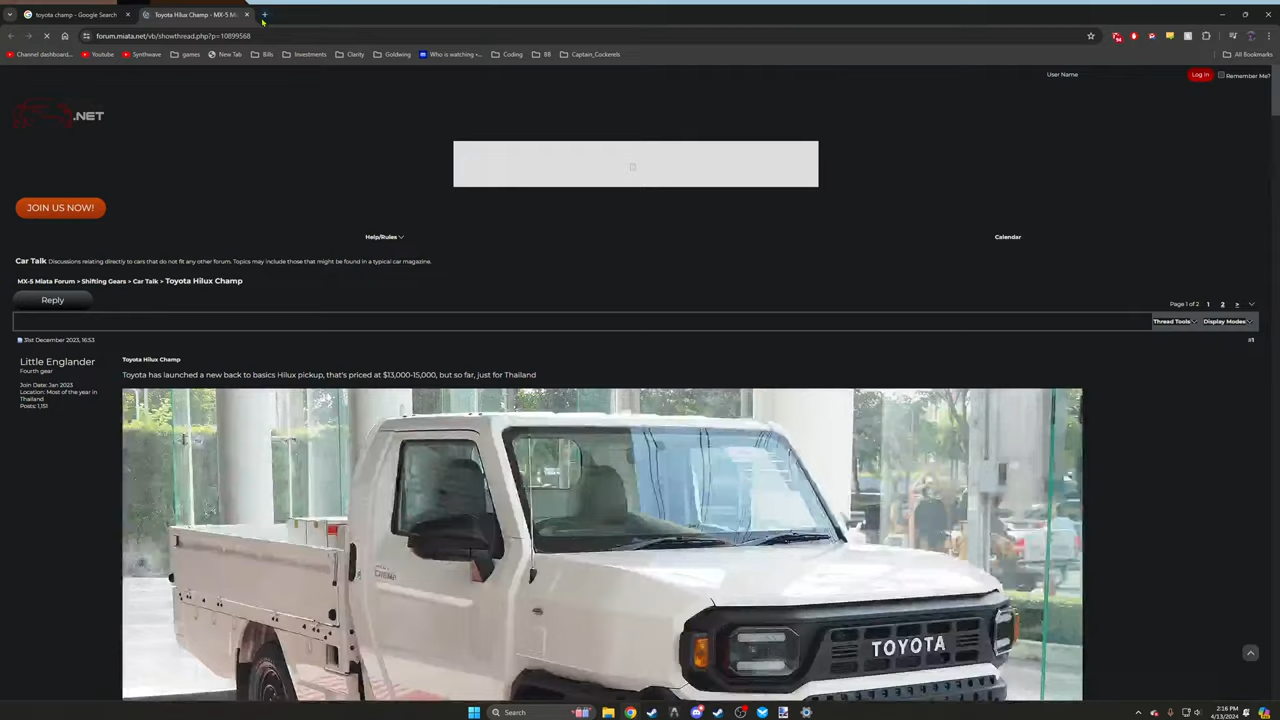 toyota champ - Google Search
Toyota Hilux Champ - MX-5 Mi
forum.miata.net/vb/showthread.php?p=10899568
Channel dashboard... Youtube Synthwave games New Tab Bills Investments Clarity Goldwing Who is watching -... Coding BB Captain_Cockerels All Bookmarks
User Name Log in Remember Me?
.NET
JOIN US NOW!
Help/Rules Calendar
Car Talk Discussions relating directly to cars that do not fit any other forum. Topics may include those that might be found in a typical car magazine.
MX-5 Miata Forum > Shifting Gears > Car Talk > Toyota Hilux Champ
Reply
Page 1 of 2 1 2 >
Thread Tools Display Modes
31st December 2023, 16:53 #1
Little Englander
Fourth gear
Join Date: Jan 2023
Location: Most of the year in
Thailand
Posts: 1,151
Toyota Hilux Champ
Toyota has launched a new back to basics Hilux pickup, that's priced at $13,000-15,000, but so far, just for Thailand
CHAMP
TOYOTA
Search
2:16 PM
4/13/2024